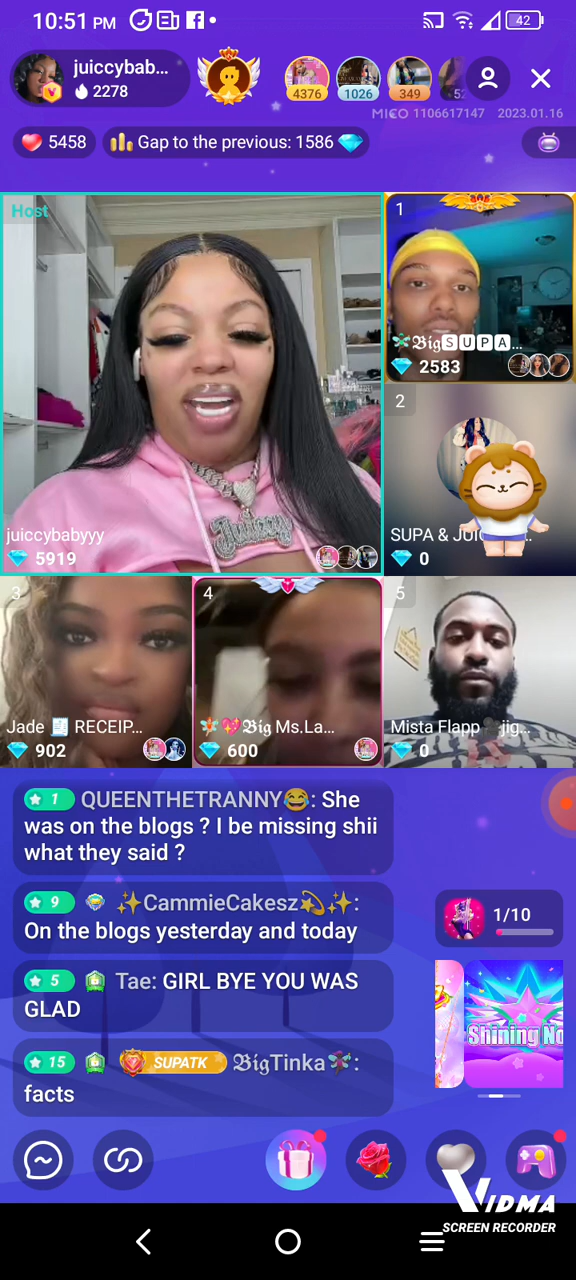 10:51 PM
42
juiccybab...
2278
4376
1026
349
52
MICO 1106617147 2023.01.16
5458
Gap to the previous: 1586
Host
juiccybabyyy
5919
Juiccy
1
𝕭𝖎𝖌🆂🆄🅿🅰...
2583
2
SUPA & JUI
0
3
Jade 🧾 RECEIP...
902
4
🧚💖𝕭𝖎𝖌 Ms.La...
600
5
Mista Flapp jig...
0
1 QUEENTHETRANNY😂: She
was on the blogs ? I be missing shii
what they said ?
9 ✨CammieCakesz💫✨:
On the blogs yesterday and today
5 Tae: GIRL BYE YOU WAS
GLAD
15 SUPATK 𝕭𝖎𝖌Tinka🧚:
facts
1/10
Shining No
VIDMA
SCREEN RECORDER